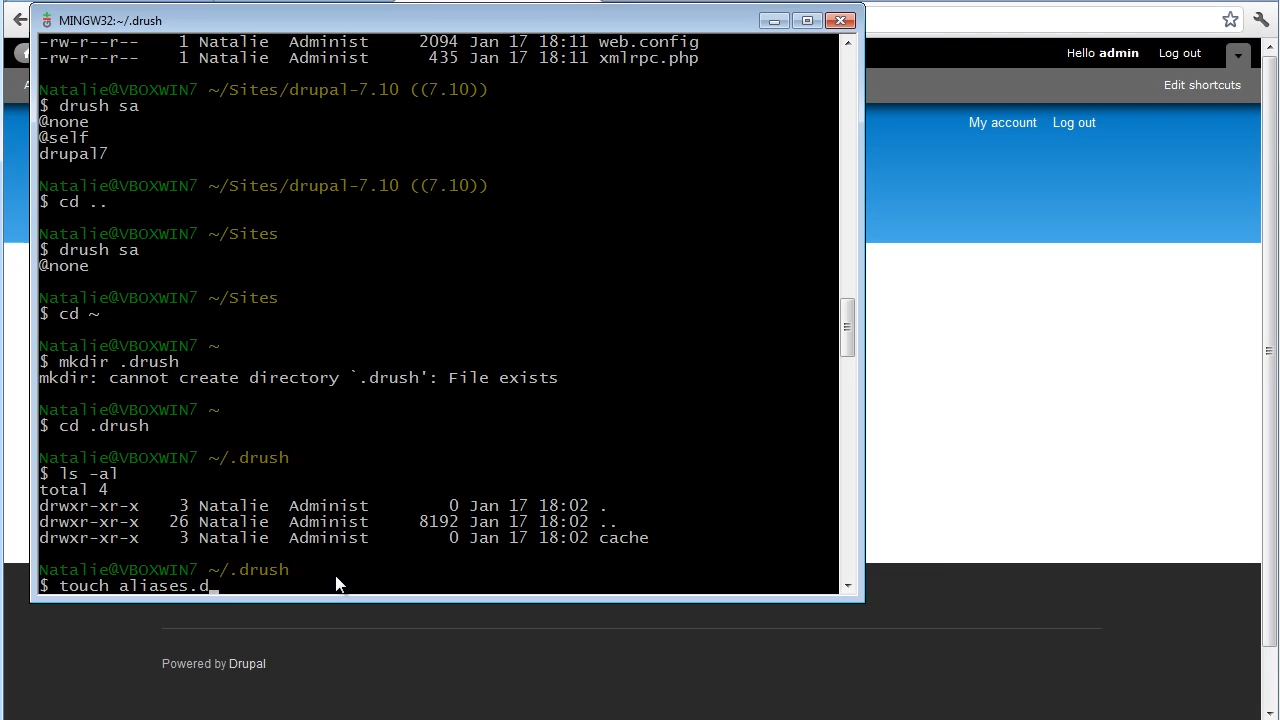 MINGW32:~/.drush
-rw-r--r-- 1 Natalie Administ 2094 Jan 17 18:11 web.config
-rw-r--r-- 1 Natalie Administ 435 Jan 17 18:11 xmlrpc.php
Natalie@VBOXWIN7 ~/Sites/drupal-7.10 ((7.10))
$ drush sa
@none
@self
drupal7
Natalie@VBOXWIN7 ~/Sites/drupal-7.10 ((7.10))
$ cd ..
Natalie@VBOXWIN7 ~/Sites
$ drush sa
@none
Natalie@VBOXWIN7 ~/Sites
$ cd ~
Natalie@VBOXWIN7 ~
$ mkdir .drush
mkdir: cannot create directory `.drush': File exists
Natalie@VBOXWIN7 ~
$ cd .drush
Natalie@VBOXWIN7 ~/.drush
$ ls -al
total 4
drwxr-xr-x 3 Natalie Administ 0 Jan 17 18:02 .
drwxr-xr-x 26 Natalie Administ 8192 Jan 17 18:02 ..
drwxr-xr-x 3 Natalie Administ 0 Jan 17 18:02 cache
Natalie@VBOXWIN7 ~/.drush
$ touch aliases.d
Hello admin Log out
Edit shortcuts
My account Log out
Powered by Drupal